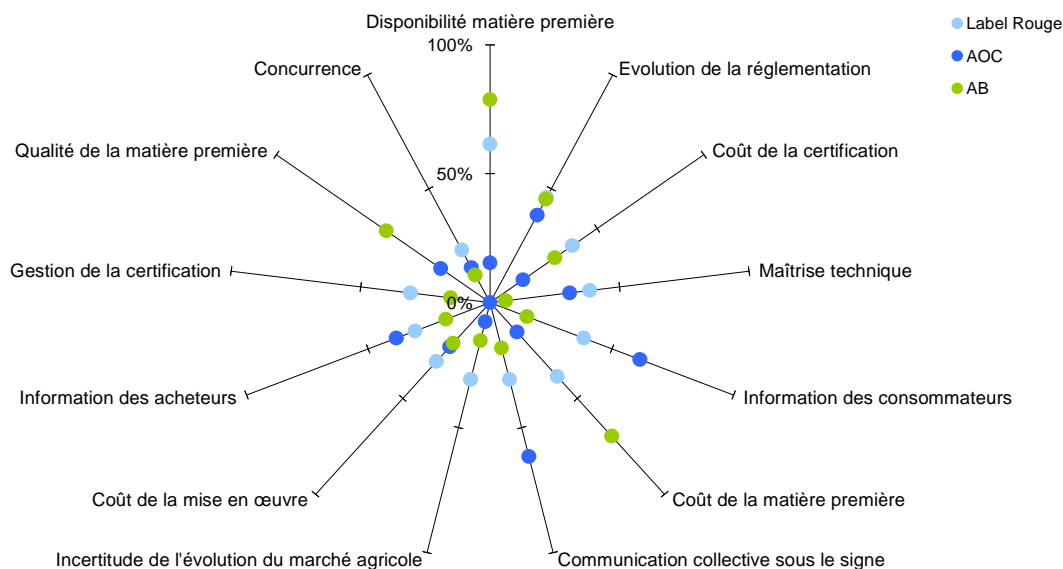 Disponibilité matière première
Label Rouge
100%
AOC
Concurrence
Evolution de la réglementation
AB
Qualité de la matière première
Coût de la certification
50%
Gestion de la certification
Maîtrise technique
0%
Information des acheteurs
Information des consommateurs
Coût de la mise en œuvre
Coût de la matière première
Incertitude de l'évolution du marché agricole
Communication collective sous le signe